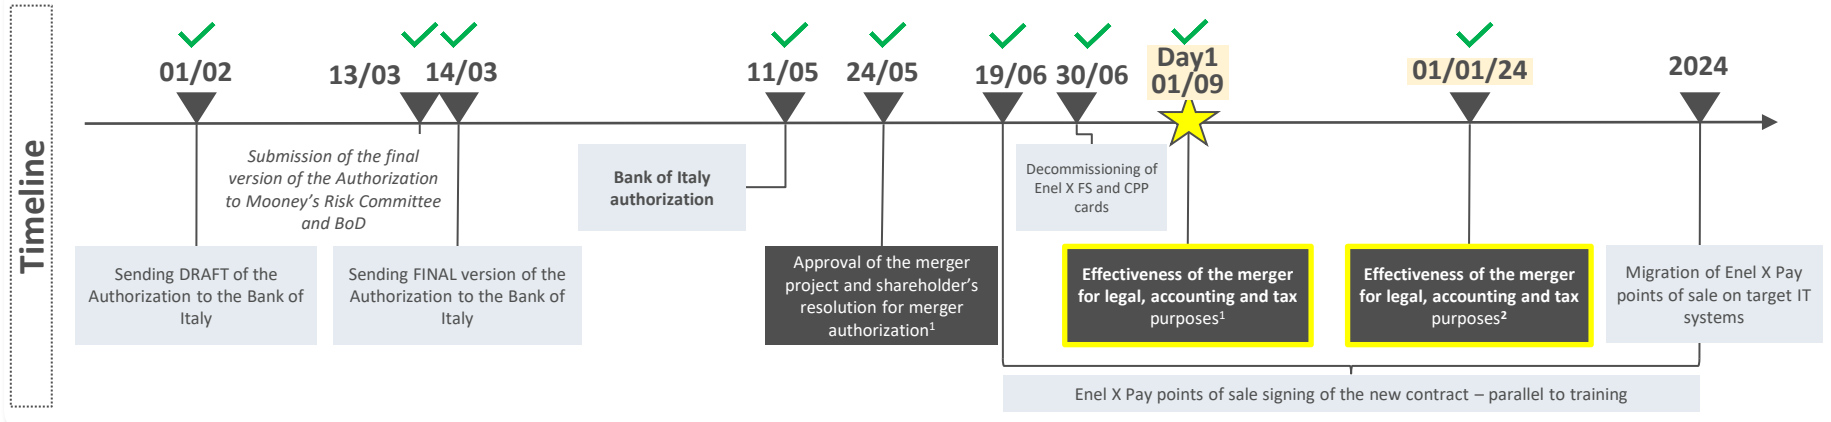 Timeline
01/02
13/03
14/03
11/05
24/05
19/06
30/06
Day1
01/09
01/01/24
2024
Submission of the final
version of the Authorization
to Mooney's Risk Committee
and BoD
Bank of Italy
authorization
Decommissioning of
Enel X FS and CPP
cards
Sending DRAFT of the
Authorization to the Bank of
Italy
Sending FINAL version of the
Authorization to the Bank of
Italy
Approval of the merger
project and shareholder's
resolution for merger
authorization¹
Effectiveness of the merger
for legal, accounting and tax
purposes¹
Effectiveness of the merger
for legal, accounting and tax
purposes²
Migration of Enel X Pay
points of sale on target IT
systems
Enel X Pay points of sale signing of the new contract – parallel to training